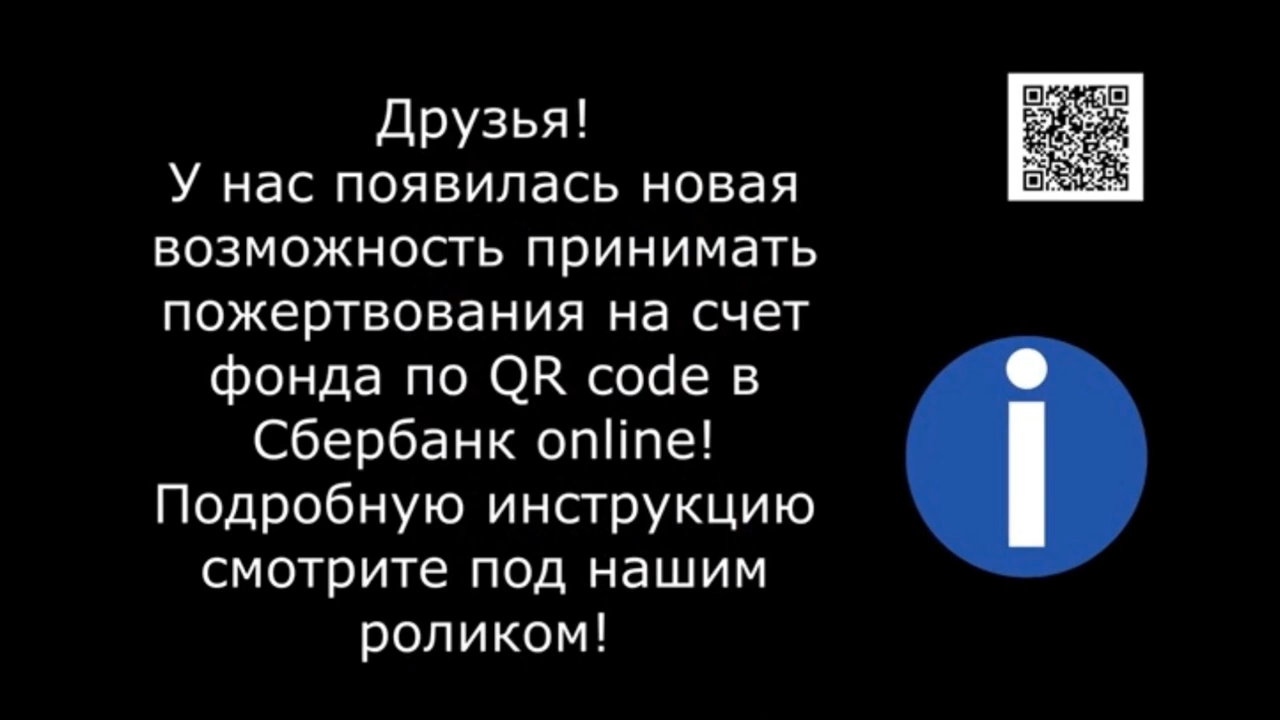 Друзья!
У нас появилась новая
возможность принимать
пожертвования на счет
фонда по QR code в
Сбербанк online!
Подробную инструкцию
смотрите под нашим
роликом!
i